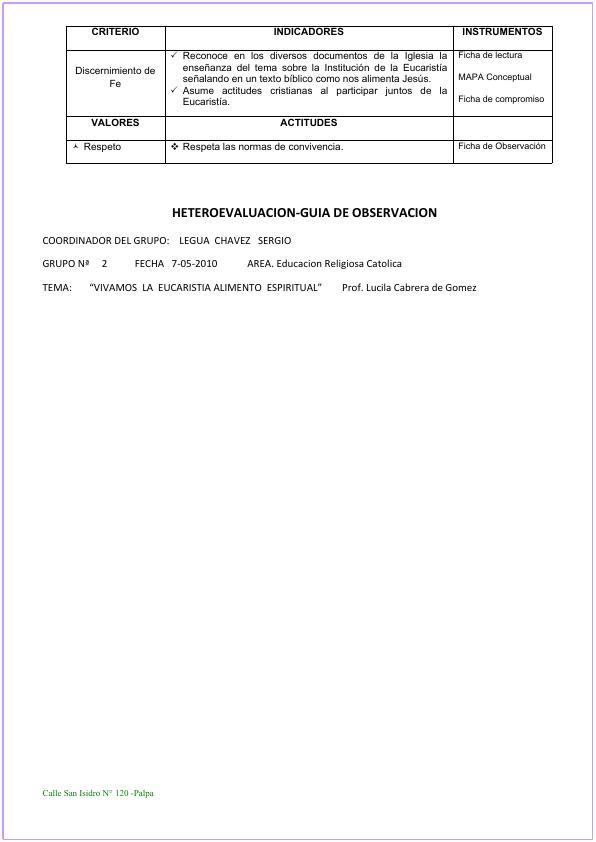 CRITERIO INDICADORES INSTRUMENTOS
Discernimiento de
Fe
✓ Reconoce en los diversos documentos de la Iglesia la
enseñanza del tema sobre la Institución de la Eucaristía
señalando en un texto bíblico como nos alimenta Jesús.
✓ Asume actitudes cristianas al participar juntos de la
Eucaristía.
Ficha de lectura
MAPA Conceptual
Ficha de compromiso
VALORES ACTITUDES
Respeto ❖ Respeta las normas de convivencia. Ficha de Observación
HETEROEVALUACION-GUIA DE OBSERVACION
COORDINADOR DEL GRUPO: LEGUA CHAVEZ SERGIO
GRUPO Nª 2 FECHA 7-05-2010 AREA. Educacion Religiosa Catolica
TEMA: “VIVAMOS LA EUCARISTIA ALIMENTO ESPIRITUAL” Prof. Lucila Cabrera de Gomez
Calle San Isidro N° 120 -Palpa